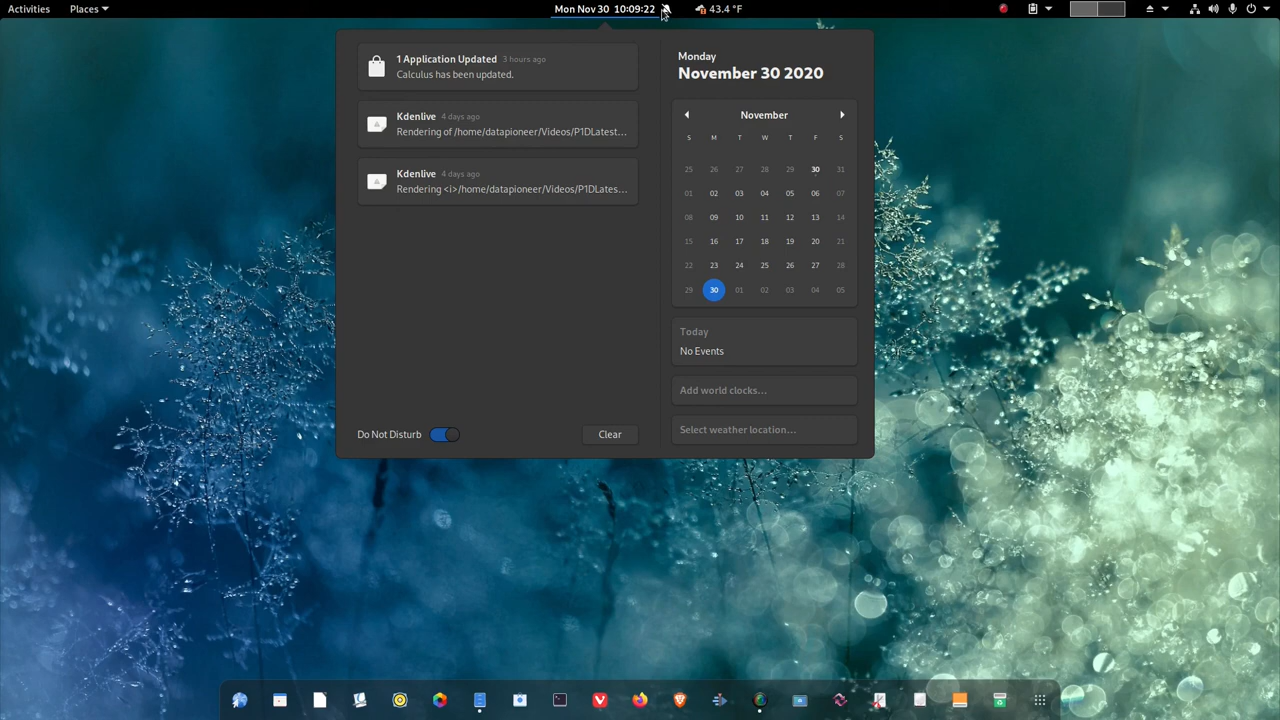 Activities Places Mon Nov 30 10:09:22 43.4 °F
1 Application Updated 3 hours ago
Calculus has been updated.
Kdenlive 4 days ago
Rendering of /home/datapioneer/Videos/P1DLatest…
Kdenlive 4 days ago
Rendering <i>/home/datapioneer/Videos/P1DLates…
Do Not Disturb
Clear
Monday
November 30 2020
November
S M T W T F S
25 26 27 28 29 30 31
01 02 03 04 05 06 07
08 09 10 11 12 13 14
15 16 17 18 19 20 21
22 23 24 25 26 27 28
29 30 01 02 03 04 05
Today
No Events
Add world clocks…
Select weather location…